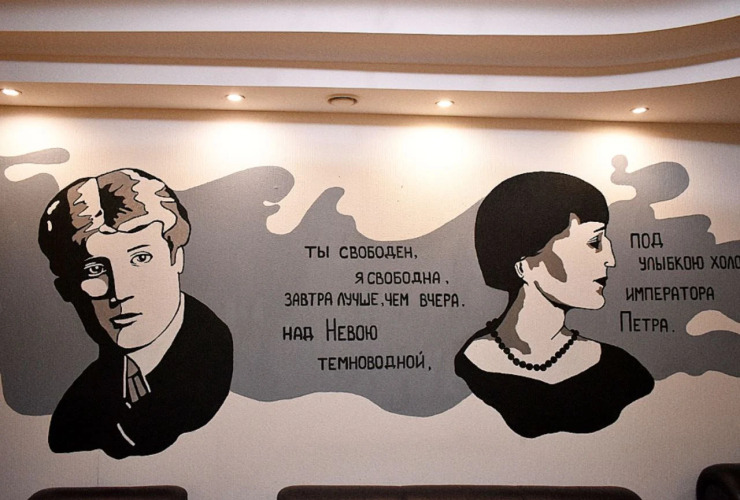 ты свободен,
я свободна,
завтра лучше, чем вчера.
над Невою
темноводной,
под
улыбкою холо
императора
Петра.